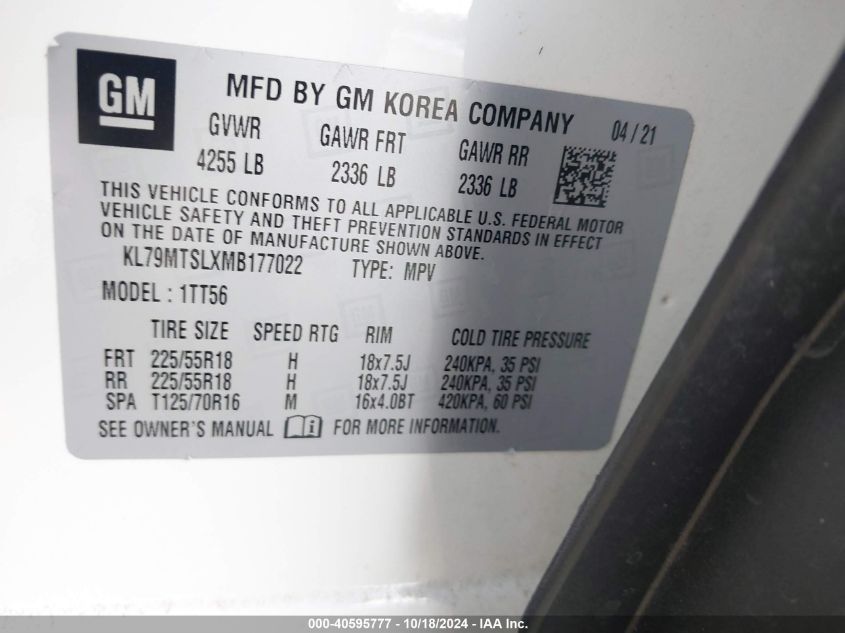 GM
MFD BY GM KOREA COMPANY
04/21
GVWR GAWR FRT GAWR RR
4255 LB 2336 LB 2336 LB
THIS VEHICLE CONFORMS TO ALL APPLICABLE U.S. FEDERAL MOTOR
VEHICLE SAFETY AND THEFT PREVENTION STANDARDS IN EFFECT
ON THE DATE OF MANUFACTURE SHOWN ABOVE.
KL79MTSLXMB177022 TYPE: MPV
MODEL : 1TT56
TIRE SIZE SPEED RTG RIM COLD TIRE PRESSURE
FRT 225/55R18 H 18x7.5J 240KPA, 35 PSI
RR 225/55R18 H 18x7.5J 240KPA, 35 PSI
SPA T125/70R16 M 16x4.0BT 420KPA, 60 PSI
SEE OWNER'S MANUAL i FOR MORE INFORMATION.
000-40595777 - 10/18/2024 - IAA Inc.